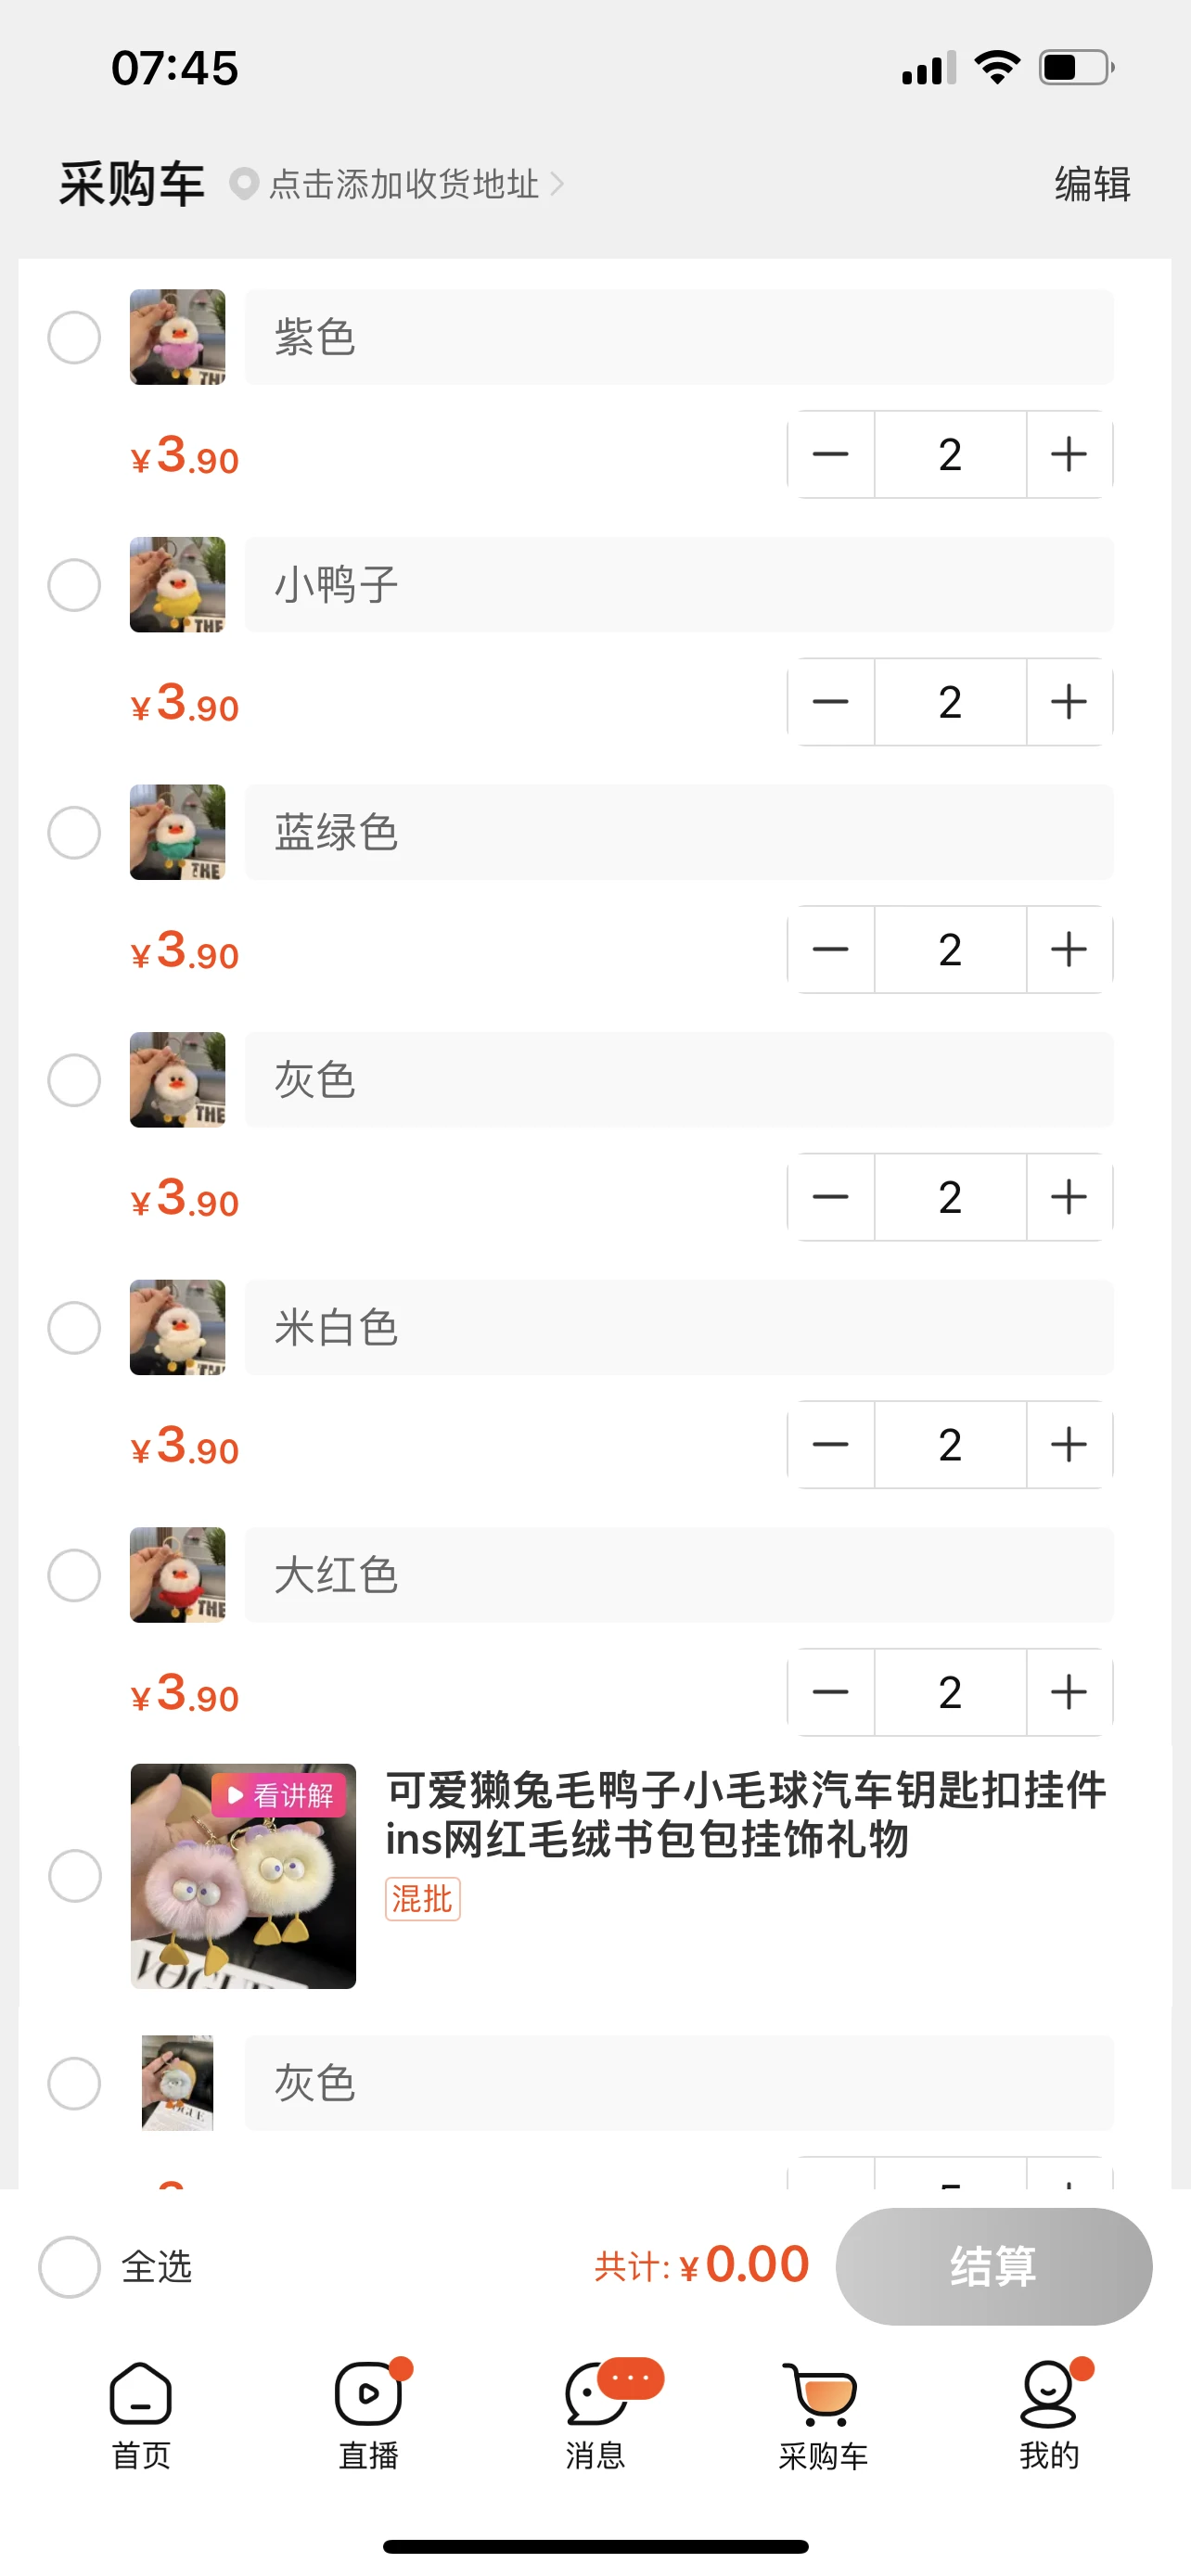 07:45
采购车 点击添加收货地址 编辑
紫色
¥3.90 2
小鸭子
THE
¥3.90 2
蓝绿色
THE
¥3.90 2
灰色
THE
¥3.90 2
米白色
¥3.90 2
大红色
THE
¥3.90 2
看讲解
可爱獭兔毛鸭子小毛球汽车钥匙扣挂件
ins网红毛绒书包包挂饰礼物
混批
VOGUE
灰色
全选 共计: ¥0.00 结算
首页 直播 消息 采购车 我的